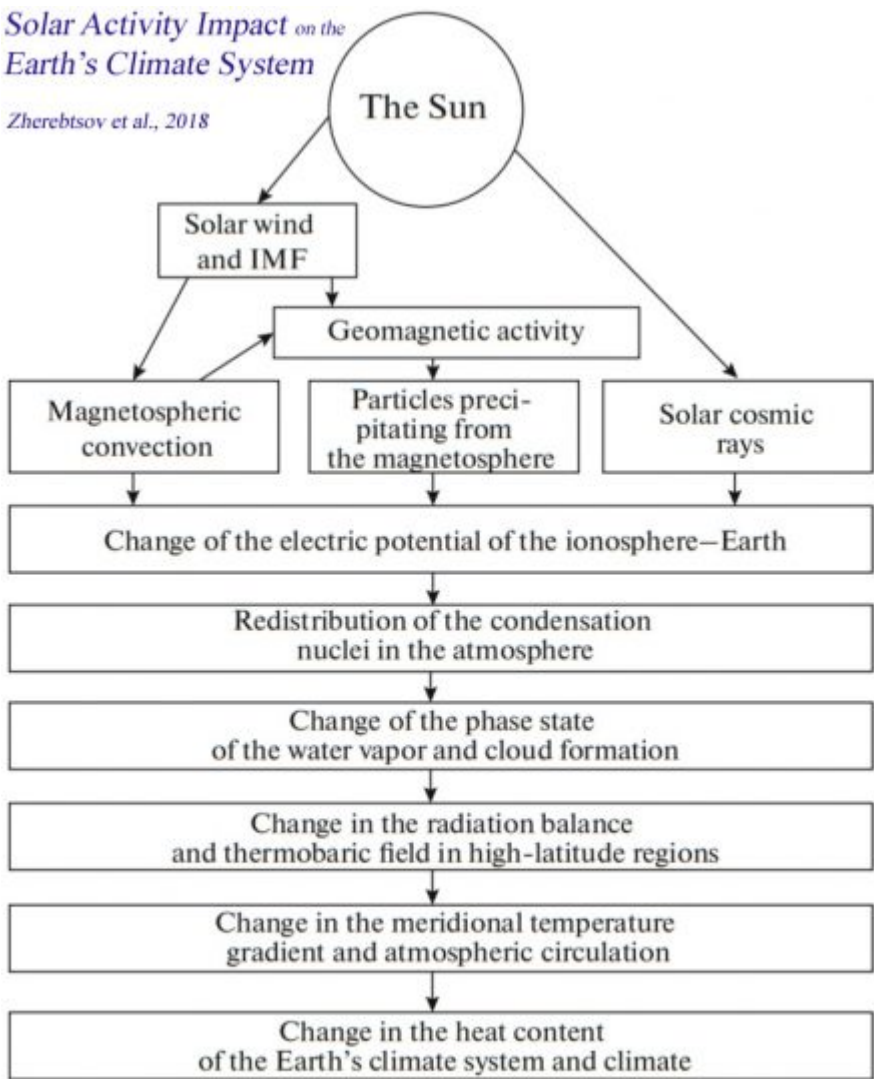 Solar Activity Impact on the
Earth's Climate System
Zherebtsov et al., 2018
The Sun
Solar wind
and IMF
Geomagnetic activity
Magnetospheric
convection
Particles preci-
pitating from
the magnetosphere
Solar cosmic
rays
Change of the electric potential of the ionosphere—Earth
Redistribution of the condensation
nuclei in the atmosphere
Change of the phase state
of the water vapor and cloud formation
Change in the radiation balance
and thermobaric field in high-latitude regions
Change in the meridional temperature
gradient and atmospheric circulation
Change in the heat content
of the Earth's climate system and climate